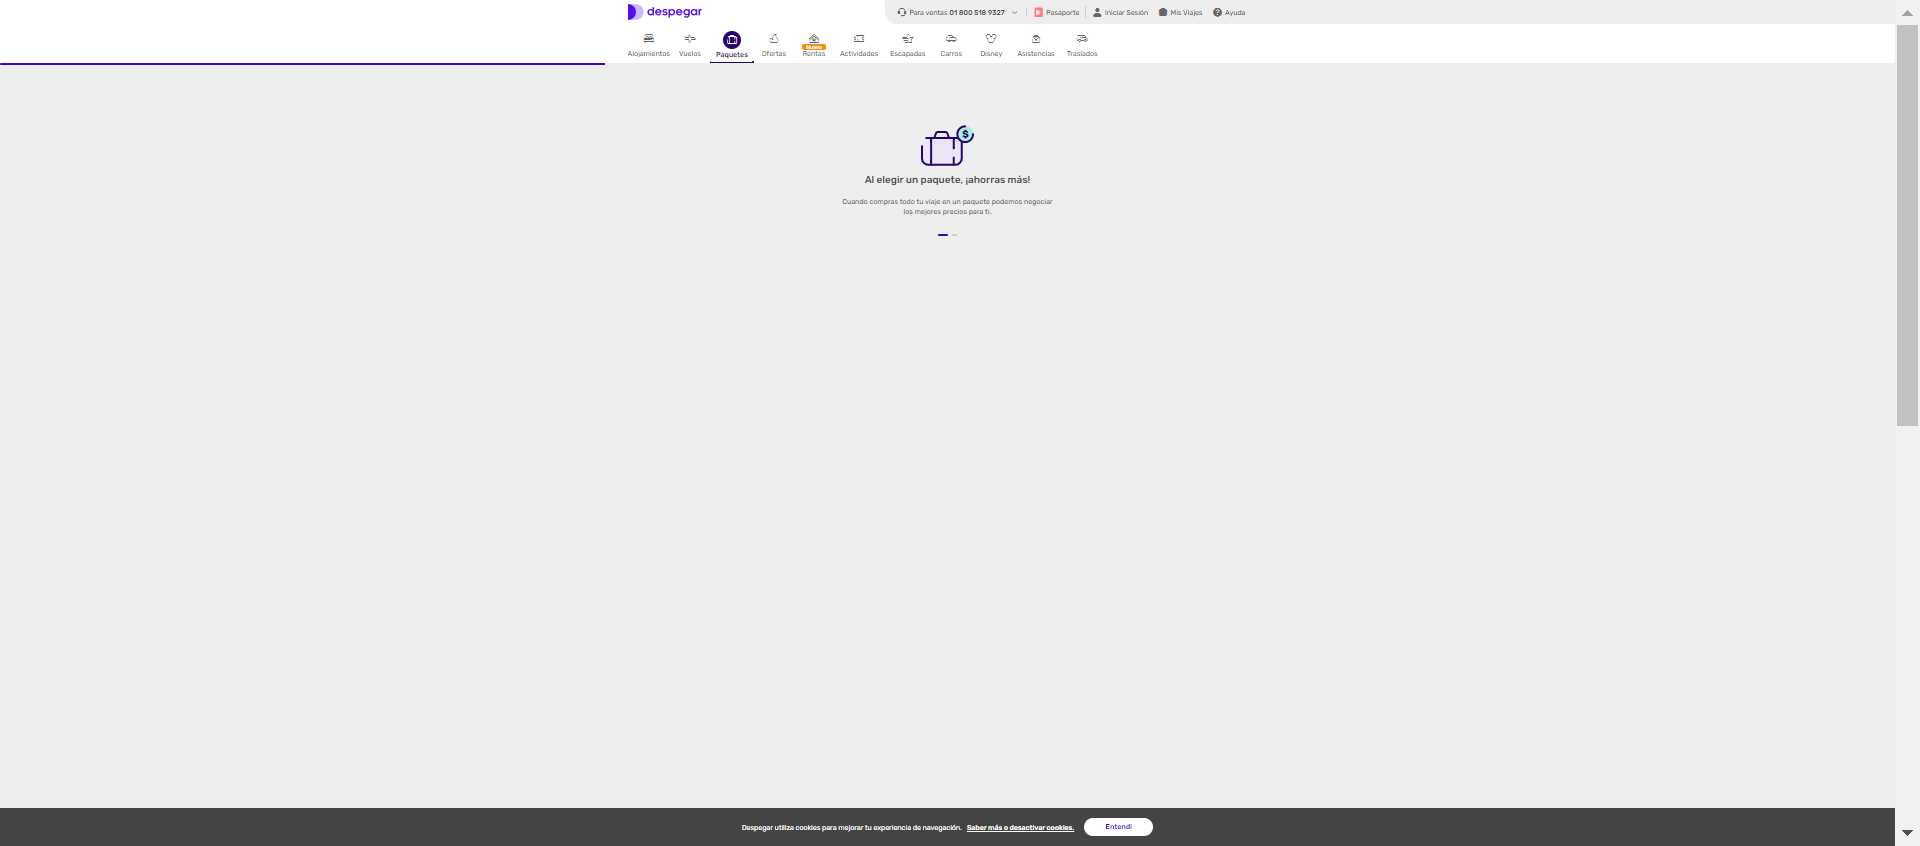 despegar
Para ventas 01 800 518 9327
Pasaporte
Iniciar Sesión
Mis Viajes
Ayuda
Alojamientos
Vuelos
Paquetes
Ofertas
Nuevo
Rentas
Actividades
Escapadas
Carros
Disney
Asistencias
Traslados
$
Al elegir un paquete, ¡ahorras más!
Cuando compras todo tu viaje en un paquete podemos negociar
los mejores precios para ti.
Despegar utiliza cookies para mejorar tu experiencia de navegación. Saber más o desactivar cookies. Entendí